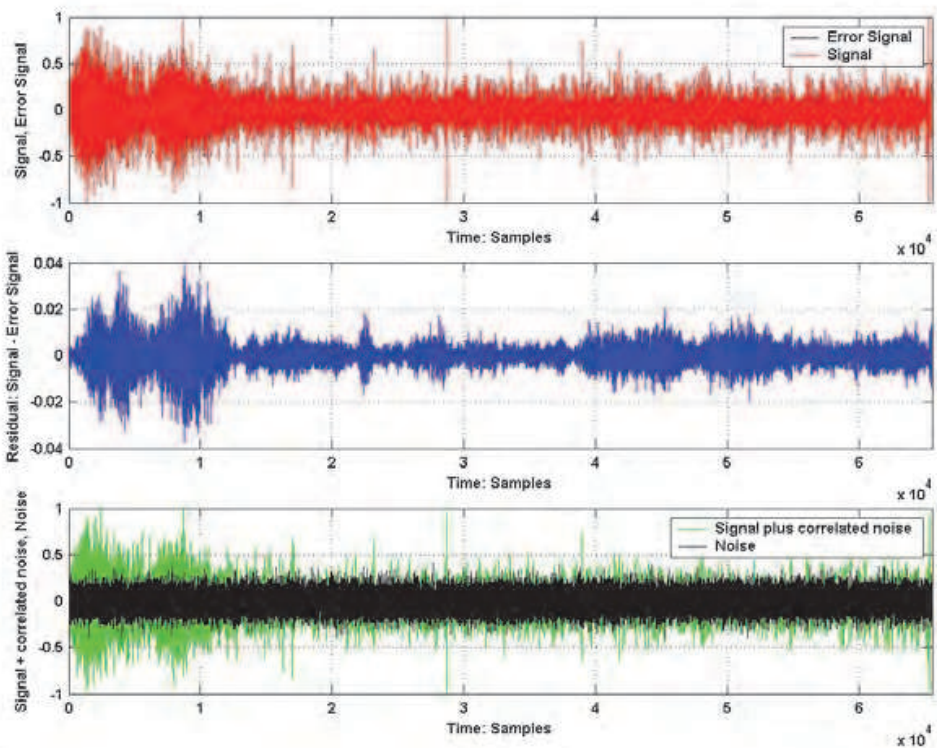 Signal, Error Signal
1
0.5
0
-0.5
-1
Error Signal
Signal
0 1 2 3 4 5 6
Time: Samples
x 10^4
Residual: Signal - Error Signal
0.04
0.02
0
-0.02
-0.04
0 1 2 3 4 5 6
Time: Samples
x 10^4
Signal + correlated noise, Noise
1
0.5
0
-0.5
-1
Signal plus correlated noise
Noise
0 1 2 3 4 5 6
Time: Samples
x 10^4